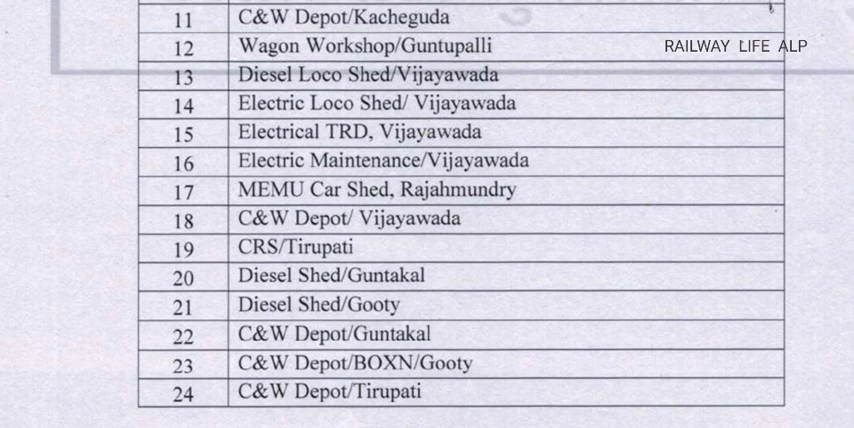 11 C&W Depot/Kacheguda
12 Wagon Workshop/Guntupalli RAILWAY LIFE ALP
13 Diesel Loco Shed/Vijayawada
14 Electric Loco Shed/ Vijayawada
15 Electrical TRD, Vijayawada
16 Electric Maintenance/Vijayawada
17 MEMU Car Shed, Rajahmundry
18 C&W Depot/ Vijayawada
19 CRS/Tirupati
20 Diesel Shed/Guntakal
21 Diesel Shed/Gooty
22 C&W Depot/Guntakal
23 C&W Depot/BOXN/Gooty
24 C&W Depot/Tirupati